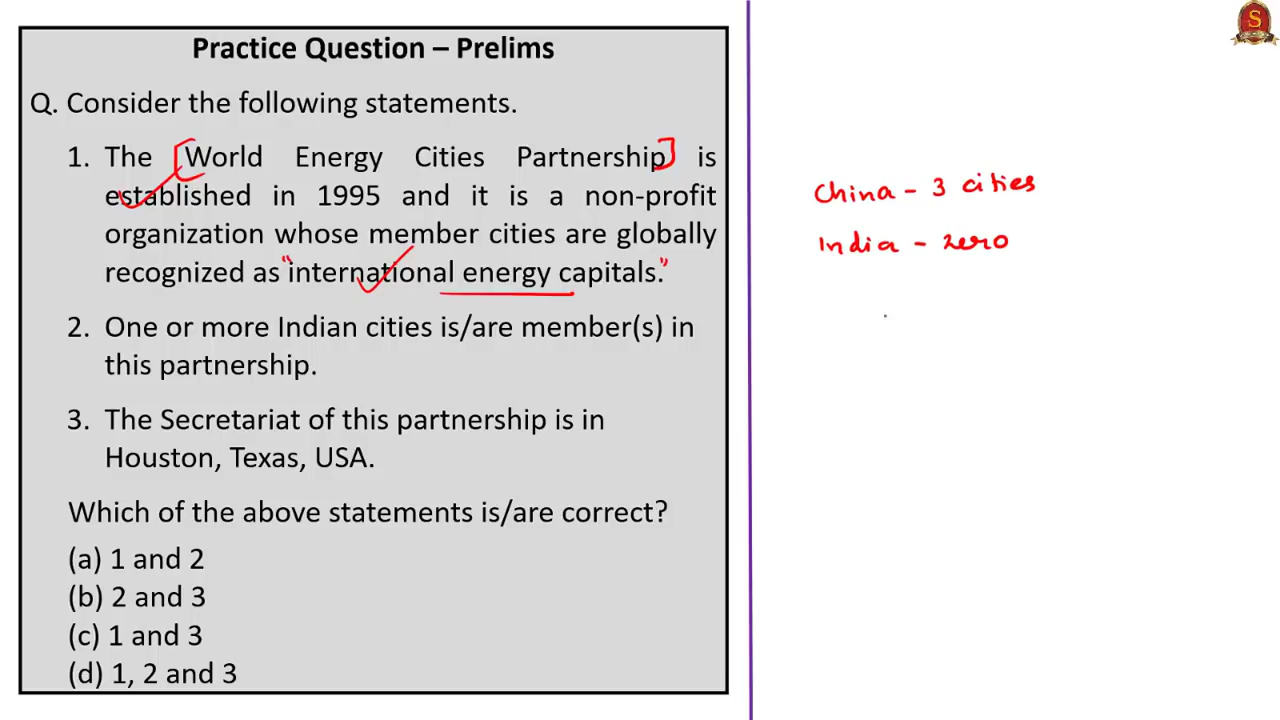 S
Practice Question – Prelims
Q. Consider the following statements.
1. The World Energy Cities Partnership is
established in 1995 and it is a non-profit
organization whose member cities are globally
recognized as "international energy capitals."
2. One or more Indian cities is/are member(s) in
this partnership.
3. The Secretariat of this partnership is in
Houston, Texas, USA.
Which of the above statements is/are correct?
(a) 1 and 2
(b) 2 and 3
(c) 1 and 3
(d) 1, 2 and 3
China - 3 cities
India - zero